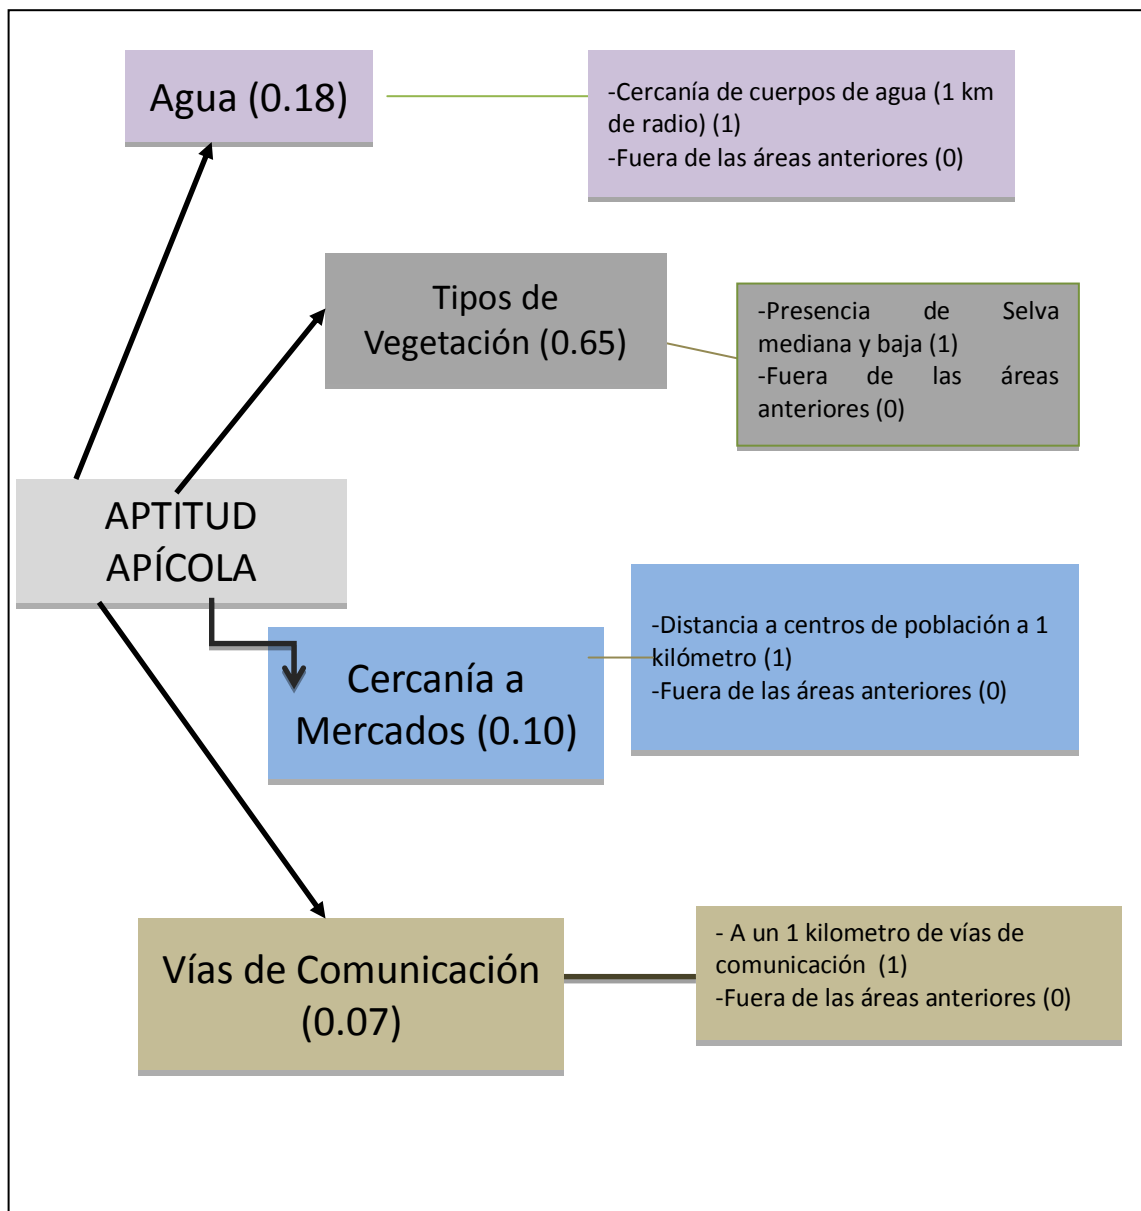 Agua (0.18)
-Cercanía de cuerpos de agua (1 km
de radio) (1)
-Fuera de las áreas anteriores (0)
Tipos de
Vegetación (0.65)
-Presencia de Selva
mediana y baja (1)
-Fuera de las áreas
anteriores (0)
APTITUD
APÍCOLA
Cercanía a
Mercados (0.10)
-Distancia a centros de población a 1
kilómetro (1)
-Fuera de las áreas anteriores (0)
Vías de Comunicación
(0.07)
- A un 1 kilometro de vías de
comunicación (1)
-Fuera de las áreas anteriores (0)